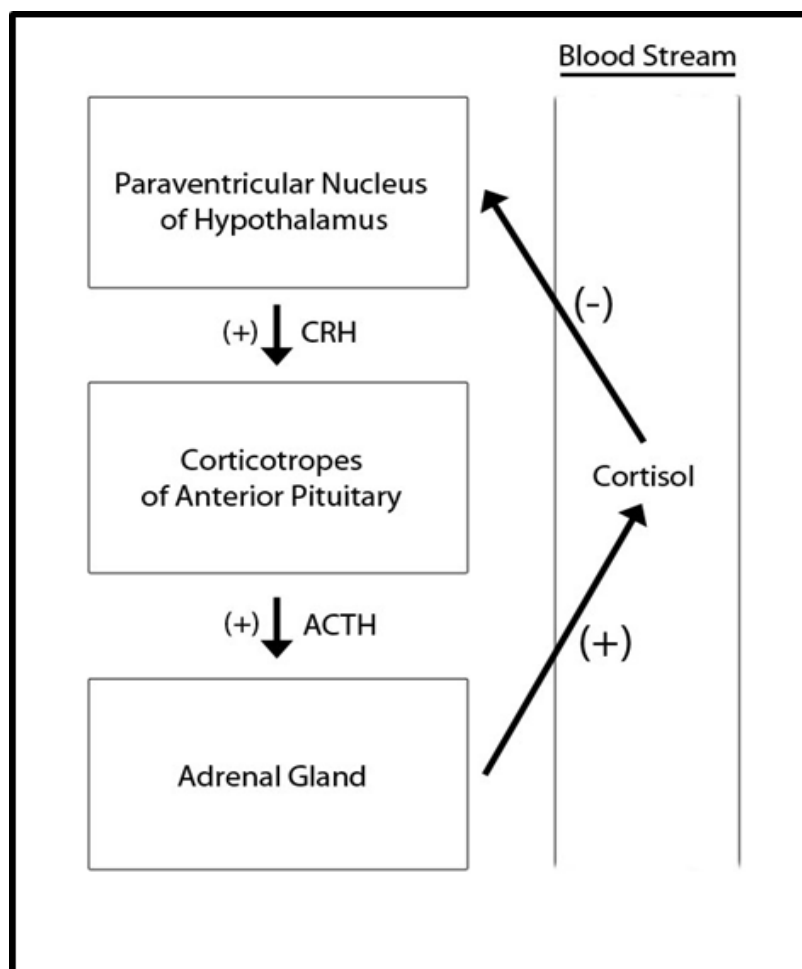 Blood Stream
Paraventricular Nucleus
of Hypothalamus
(-)
(+) CRH
Corticotropes
of Anterior Pituitary
Cortisol
(+) ACTH
(+)
Adrenal Gland